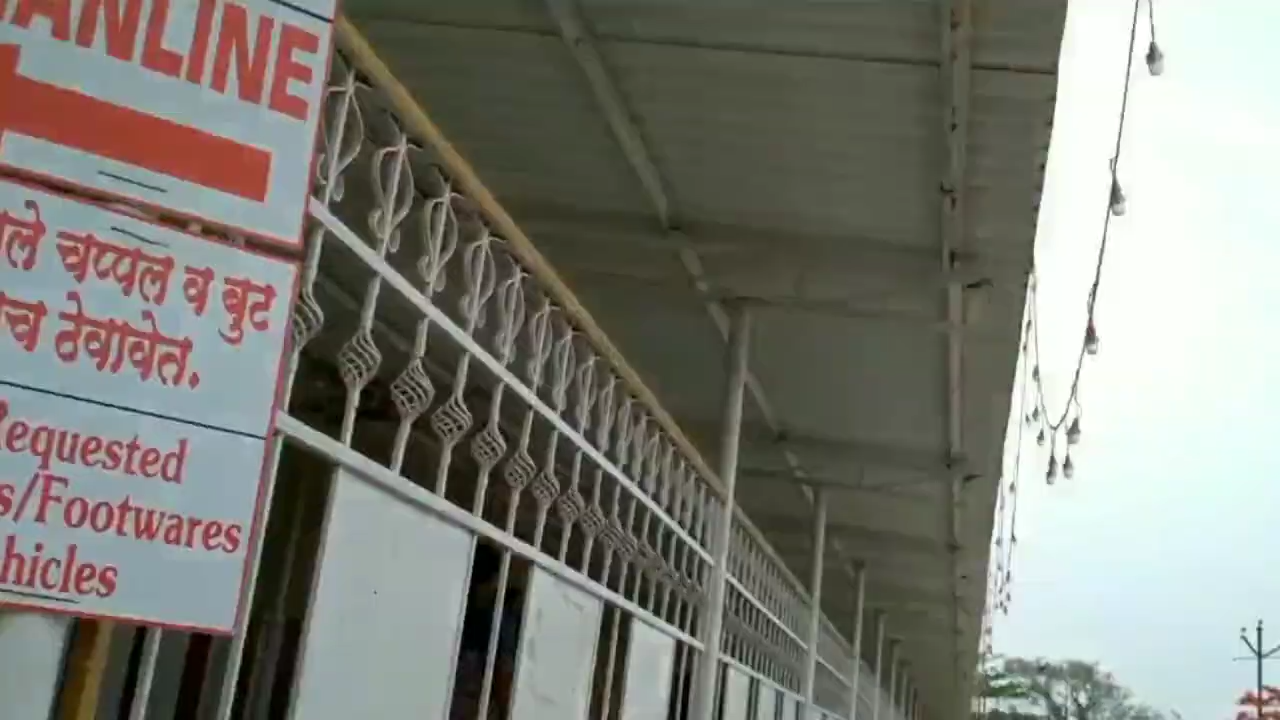 ANLINE
ले चप्पल व बुट
च ठेवावेत.
Requested
s/Footwares
hicles